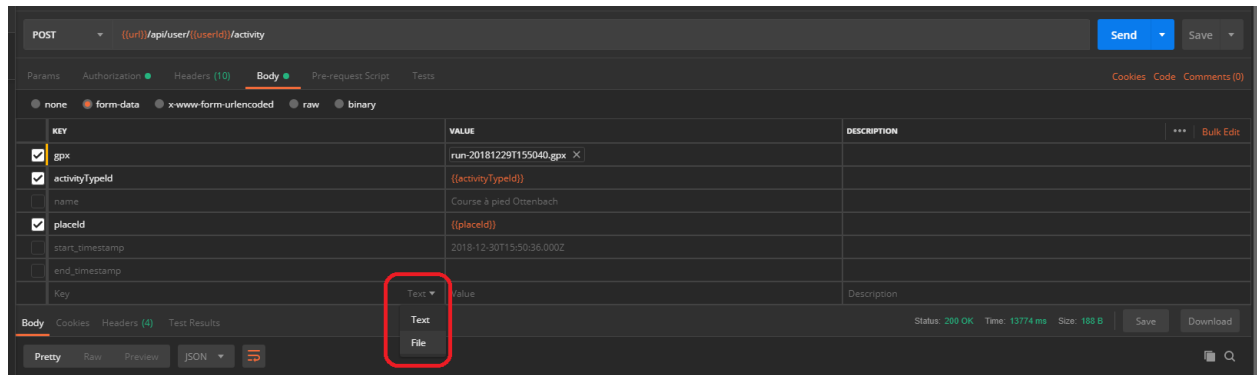 POST {{url}}/api/user/{{userId}}/activity Send Save
Params Authorization Headers (10) Body Pre-request Script Tests Cookies Code Comments (0)
none form-data x-www-form-urlencoded raw binary
KEY VALUE DESCRIPTION ••• Bulk Edit
gpx run-20181229T155040.gpx ×
activityTypeId {{activityTypeId}}
name Course à pied Ottenbach
placeId {{placeId}}
start_timestamp 2018-12-30T15:50:36.000Z
end_timestamp
Key Text Value Description
Text
File
Body Cookies Headers (4) Test Results Status: 200 OK Time: 13774 ms Size: 188 B Save Download
Pretty Raw Preview JSON